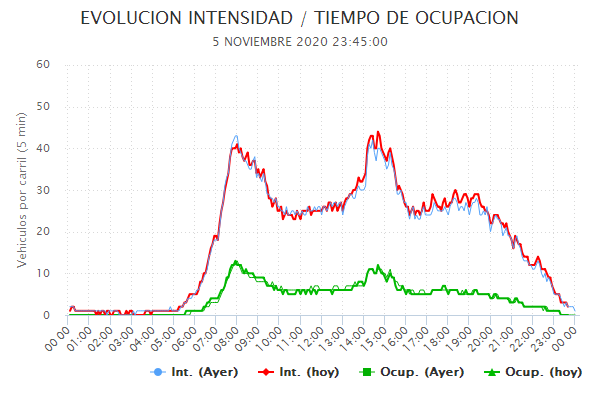 EVOLUCION INTENSIDAD / TIEMPO DE OCUPACION
5 NOVIEMBRE 2020 23:45:00
Vehiculos por carril (5 min)
60
50
40
30
20
10
0
00:00 01:00 02:00 03:00 04:00 05:00 06:00 07:00 08:00 09:00 10:00 11:00 12:00 13:00 14:00 15:00 16:00 17:00 18:00 19:00 20:00 21:00 22:00 23:00 00:00
Int. (Ayer) Int. (hoy) Ocup. (Ayer) Ocup. (hoy)